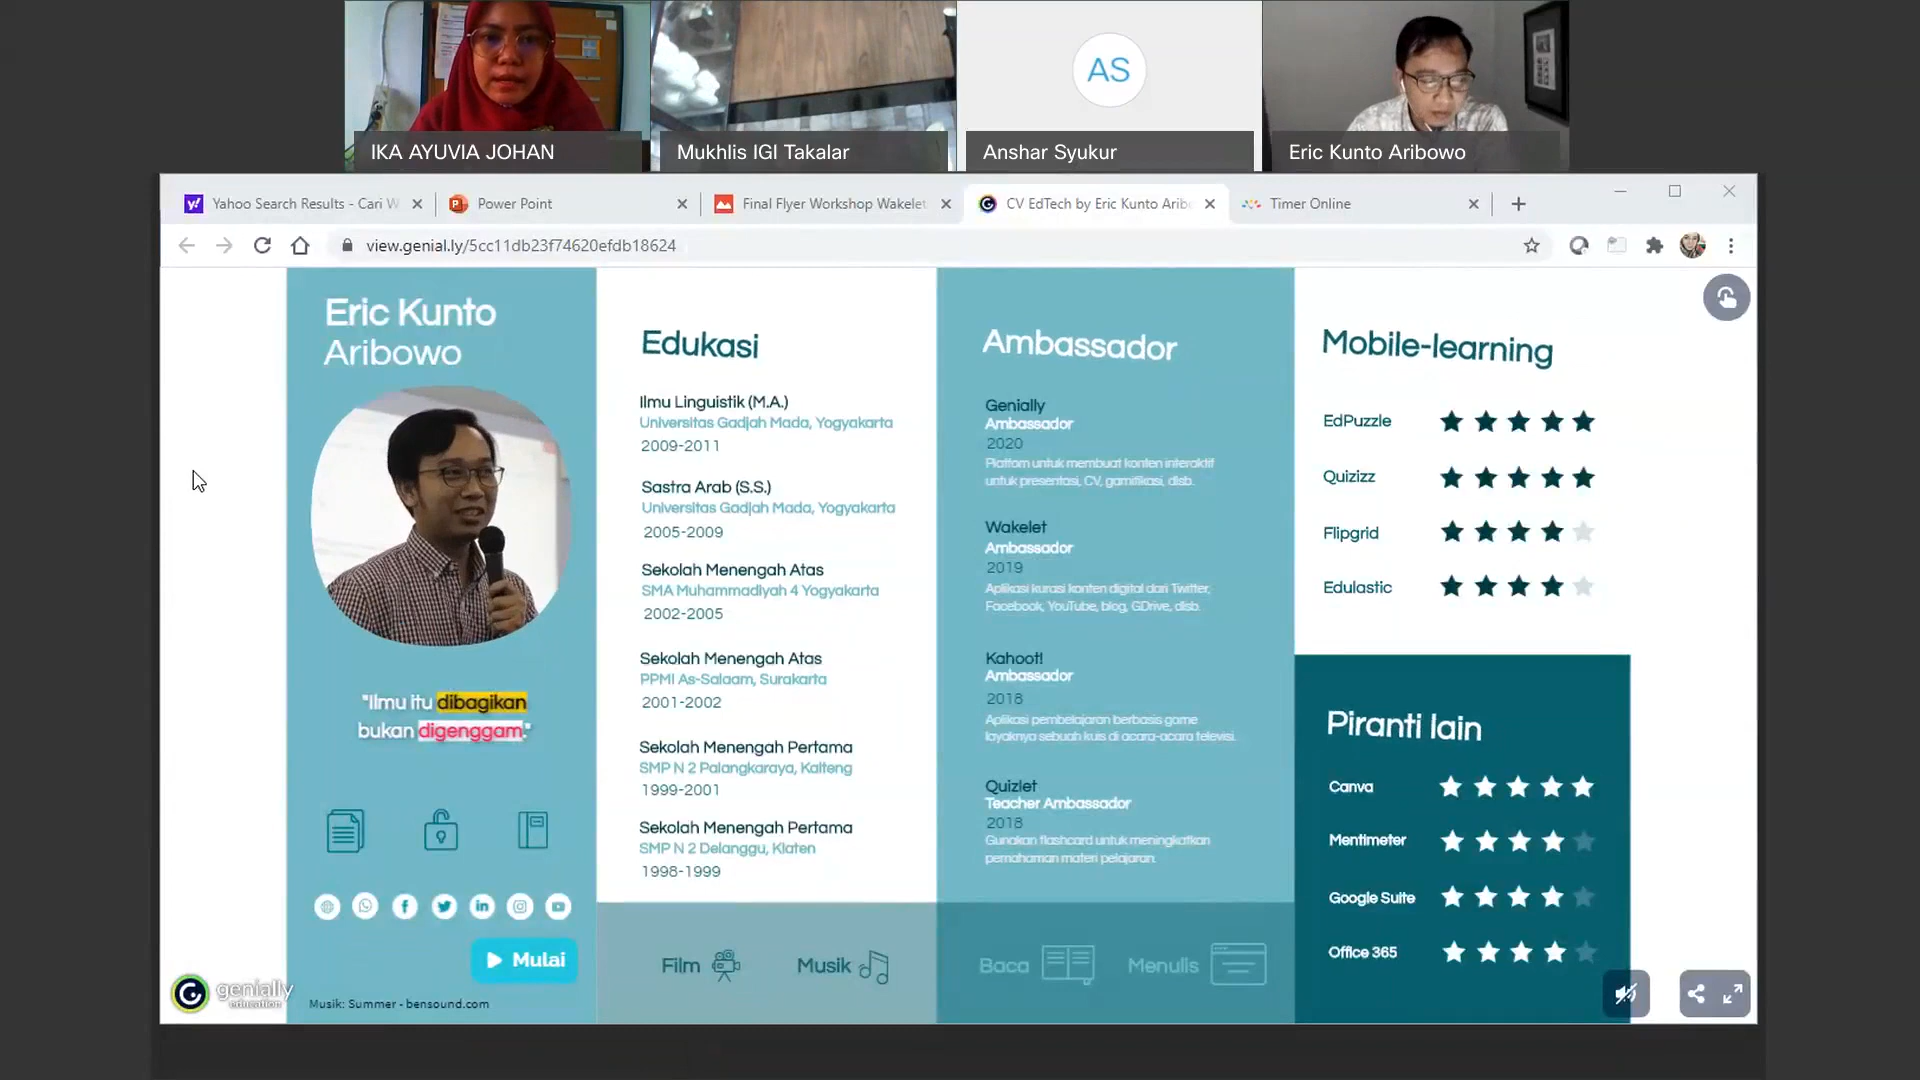 AS
IKA AYUVIA JOHAN
Mukhlis IGI Takalar
Anshar Syukur
Eric Kunto Aribowo
Yahoo Search Results - Cari W
Power Point
Final Flyer Workshop Wakelet
CV EdTech by Eric Kunto Aribo
Timer Online
view.genial.ly/5cc11db23f74620efdb18624
Eric Kunto
Aribowo
"Ilmu itu dibagikan
bukan digenggam."
Mulai
genially
education
Musik: Summer - bensound.com
Edukasi
Ilmu Linguistik (M.A.)
Universitas Gadjah Mada, Yogyakarta
2009-2011
Sastra Arab (S.S.)
Universitas Gadjah Mada, Yogyakarta
2005-2009
Sekolah Menengah Atas
SMA Muhammadiyah 4 Yogyakarta
2002-2005
Sekolah Menengah Atas
PPMI As-Salaam, Surakarta
2001-2002
Sekolah Menengah Pertama
SMP N 2 Palangkaraya, Kalteng
1999-2001
Sekolah Menengah Pertama
SMP N 2 Delanggu, Klaten
1998-1999
Film
Musik
Ambassador
Genially
Ambassador
2020
Platfom untuk membuat konten interaktif
untuk presentasi, CV, gamifikasi, dlsb.
Wakelet
Ambassador
2019
Aplikasi kurasi konten digital dari Twitter,
Facebook, YouTube, blog, GDrive, dlsb.
Kahoot!
Ambassador
2018
Aplikasi pembelajaran berbasis game
layaknya sebuah kuis di acara-acara televisi.
Quizlet
Teacher Ambassador
2018
Gunakan flashcard untuk meningkatkan
pemahaman materi pelajaran.
Baca
Menulis
Mobile-learning
EdPuzzle
Quizizz
Flipgrid
Edulastic
Piranti lain
Canva
Mentimeter
Google Suite
Office 365